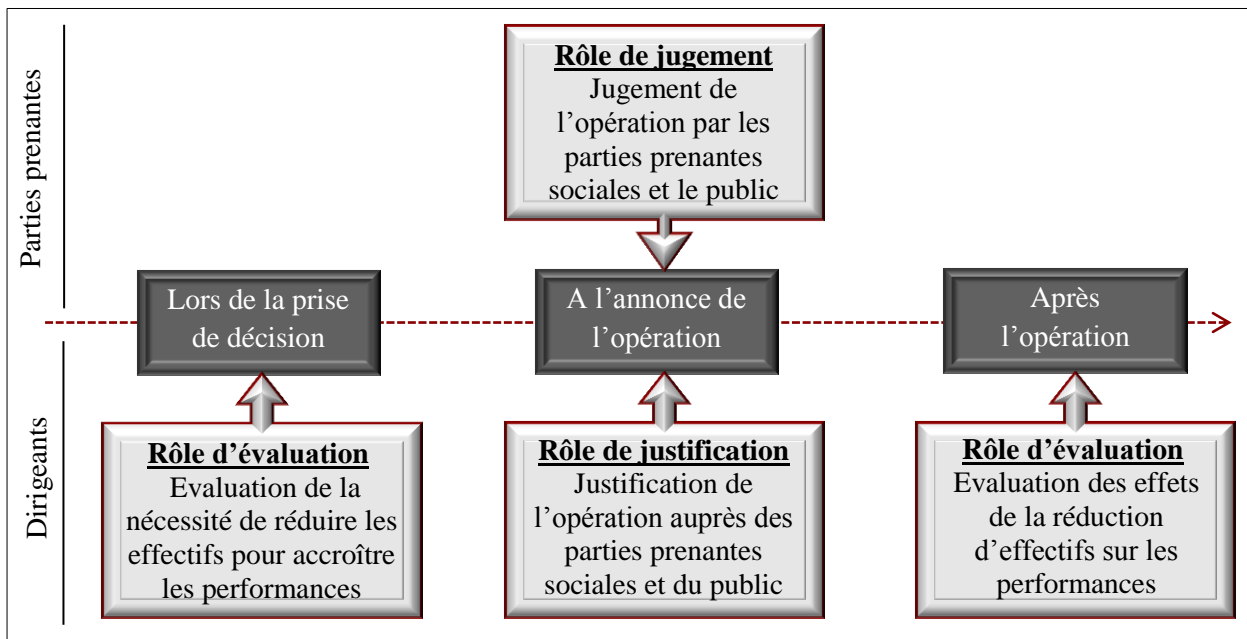 Parties prenantes
Rôle de jugement
Jugement de
l’opération par les
parties prenantes
sociales et le public
Lors de la prise
de décision
A l’annonce de
l’opération
Après
l’opération
Dirigeants
Rôle d’évaluation
Evaluation de la
nécessité de réduire les
effectifs pour accroître
les performances
Rôle de justification
Justification de
l’opération auprès des
parties prenantes
sociales et du public
Rôle d’évaluation
Evaluation des effets
de la réduction
d’effectifs sur les
performances